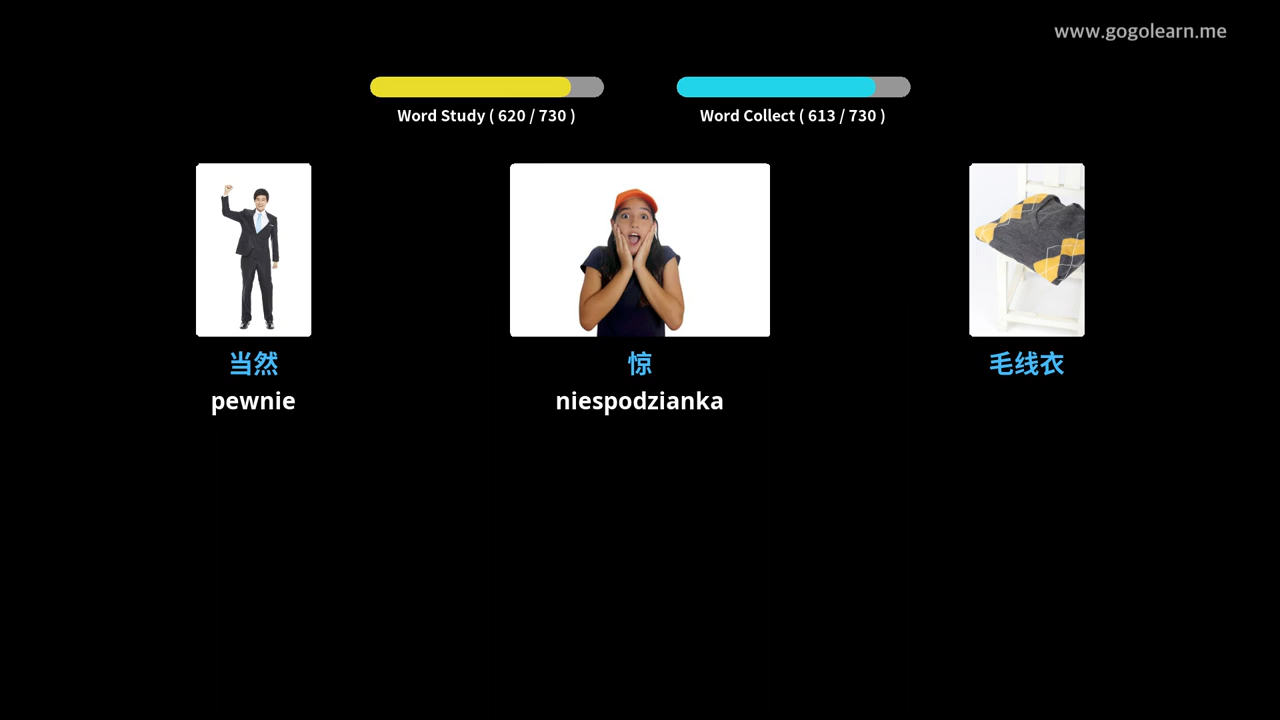 www.gogolearn.me
Word Study ( 620 / 730 )
Word Collect ( 613 / 730 )
当然
惊
毛线衣
pewnie
niespodzianka